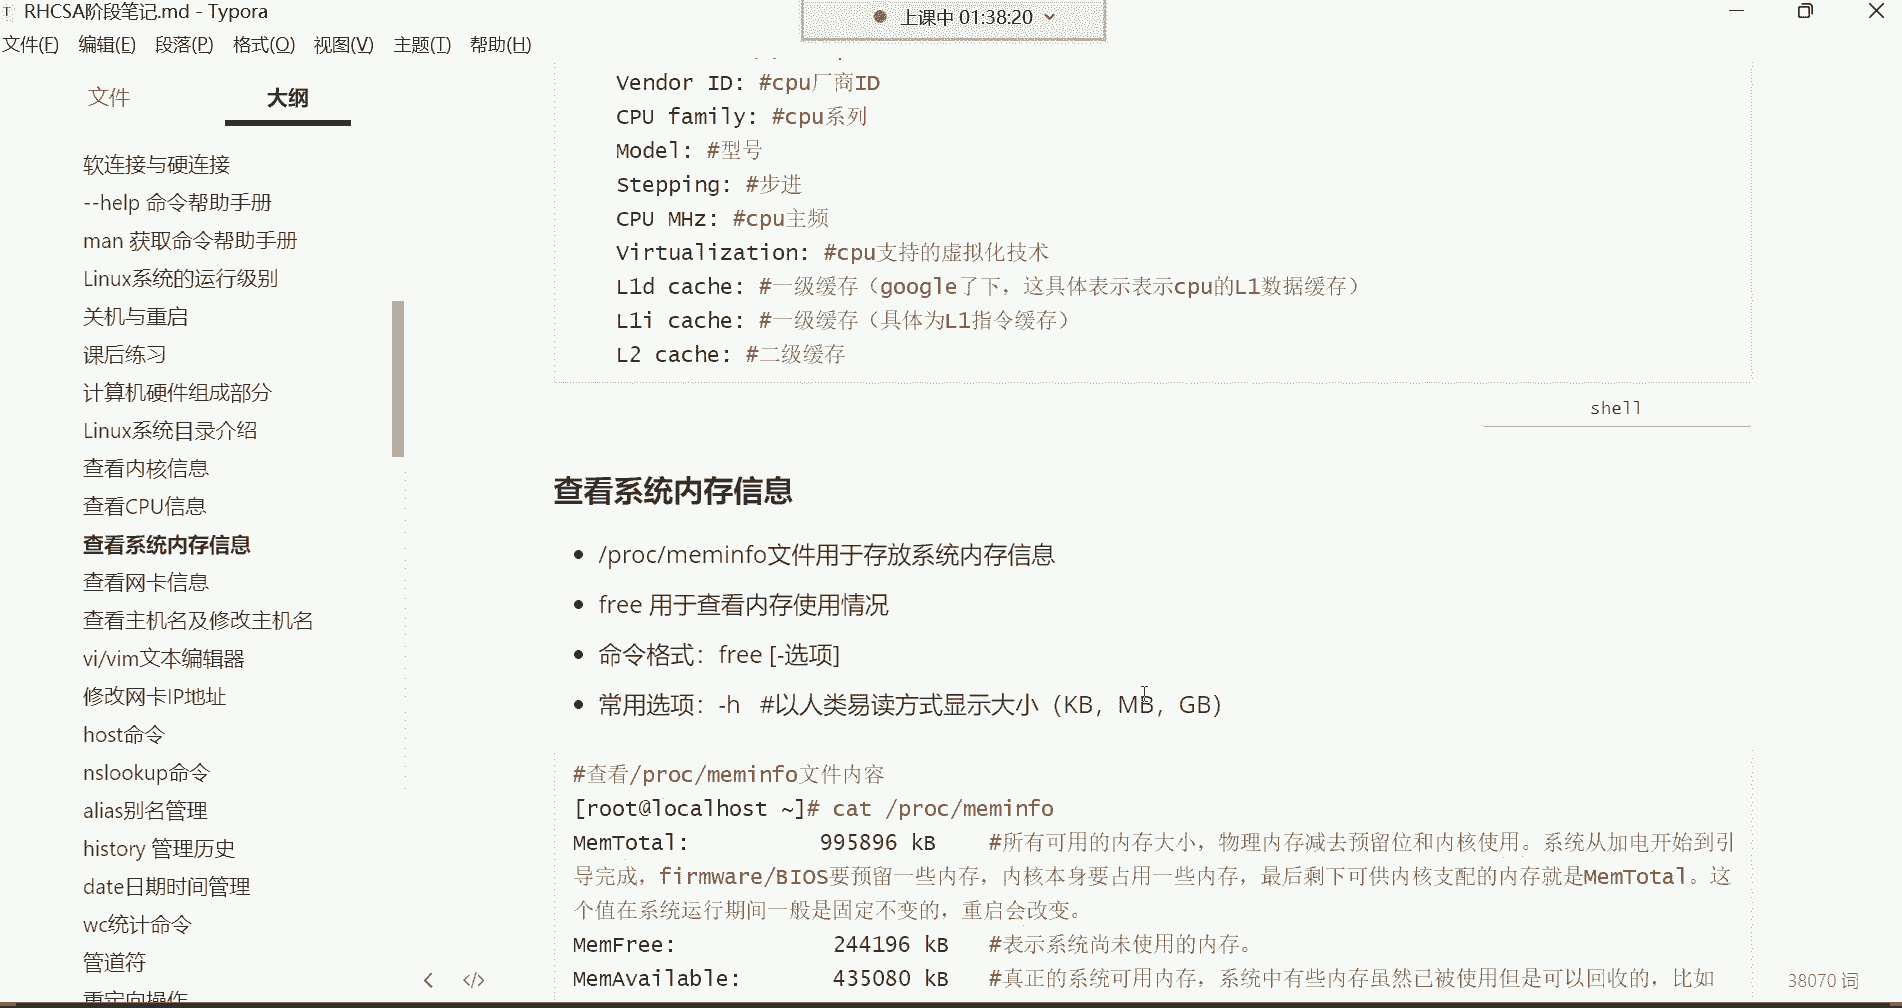 RHCSA阶段笔记.md - Typora
上课中 01:38:20
文件(F) 编辑(E) 段落(P) 格式(O) 视图(V) 主题(T) 帮助(H)
文件 大纲
软连接与硬连接
--help 命令帮助手册
man 获取命令帮助手册
Linux系统的运行级别
关机与重启
课后练习
计算机硬件组成部分
Linux系统目录介绍
查看内核信息
查看CPU信息
查看系统内存信息
查看网卡信息
查看主机名及修改主机名
vi/vim文本编辑器
修改网卡IP地址
host命令
nslookup命令
alias别名管理
history 管理历史
date日期时间管理
wc统计命令
管道符
重定向操作
Vendor ID: #cpu厂商ID
CPU family: #cpu系列
Model: #型号
Stepping: #步进
CPU MHz: #cpu主频
Virtualization: #cpu支持的虚拟化技术
L1d cache: #一级缓存（google了下，这具体表示表示cpu的L1数据缓存）
L1i cache: #一级缓存（具体为L1指令缓存）
L2 cache: #二级缓存
shell
查看系统内存信息
/proc/meminfo文件用于存放系统内存信息
free 用于查看内存使用情况
命令格式：free [-选项]
常用选项：-h #以人类易读方式显示大小（KB，MB，GB）
#查看/proc/meminfo文件内容
[root@localhost ~]# cat /proc/meminfo
MemTotal: 995896 kB #所有可用的内存大小，物理内存减去预留位和内核使用。系统从加电开始到引
导完成，firmware/BIOS要预留一些内存，内核本身要占用一些内存，最后剩下可供内核支配的内存就是MemTotal。这
个值在系统运行期间一般是固定不变的，重启会改变。
MemFree: 244196 kB #表示系统尚未使用的内存。
MemAvailable: 435080 kB #真正的系统可用内存，系统中有些内存虽然已被使用但是可以回收的，比如
38070 词